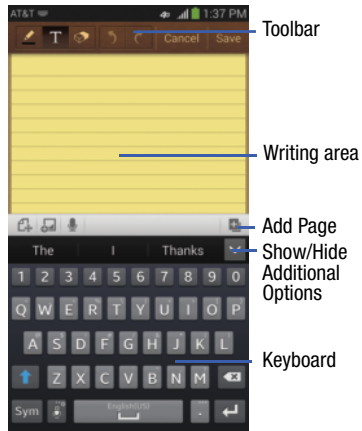 AT&T 1:37 PM
T Cancel Save
Toolbar
Writing area
Add Page
Show/Hide
Additional
Options
The I Thanks
1 2 3 4 5 6 7 8 9 0
Q W E R T Y U I O P
A S D F G H J K L
Keyboard
Z X C V B N M
Sym English(US) .